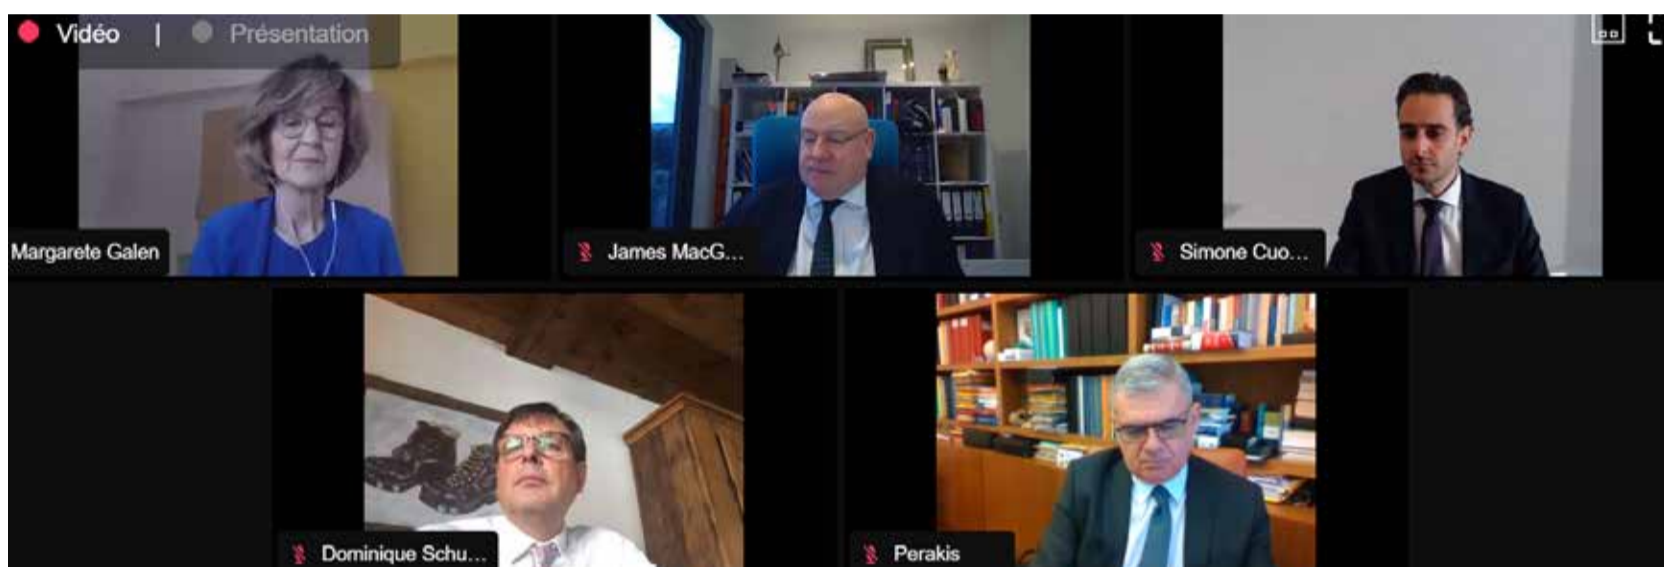 Vidéo | Présentation
Margarete Galen
James MacG...
Simone Cuo...
Dominique Schu...
Perakis